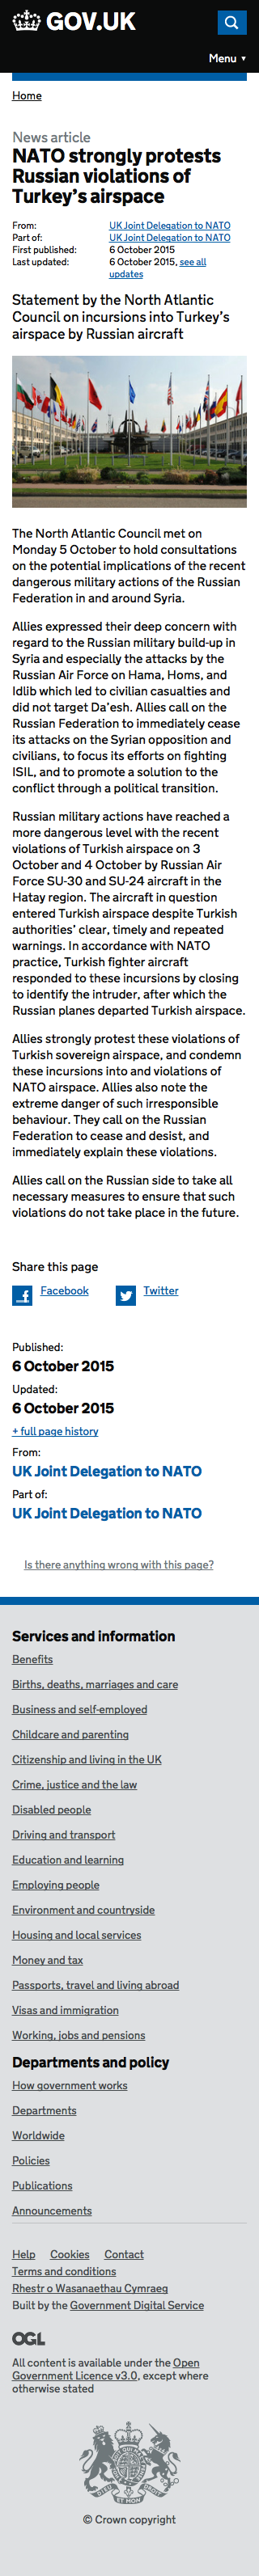 GOV.UK
Menu ▼
Home
News article
NATO strongly protests
Russian violations of
Turkey's airspace
From: UK Joint Delegation to NATO
Part of: UK Joint Delegation to NATO
First published: 6 October 2015
Last updated: 6 October 2015, see all
updates
Statement by the North Atlantic
Council on incursions into Turkey's
airspace by Russian aircraft
The North Atlantic Council met on
Monday 5 October to hold consultations
on the potential implications of the recent
dangerous military actions of the Russian
Federation in and around Syria.
Allies expressed their deep concern with
regard to the Russian military build-up in
Syria and especially the attacks by the
Russian Air Force on Hama, Homs, and
Idlib which led to civilian casualties and
did not target Da'esh. Allies call on the
Russian Federation to immediately cease
its attacks on the Syrian opposition and
civilians, to focus its efforts on fighting
ISIL, and to promote a solution to the
conflict through a political transition.
Russian military actions have reached a
more dangerous level with the recent
violations of Turkish airspace on 3
October and 4 October by Russian Air
Force SU-30 and SU-24 aircraft in the
Hatay region. The aircraft in question
entered Turkish airspace despite Turkish
authorities' clear, timely and repeated
warnings. In accordance with NATO
practice, Turkish fighter aircraft
responded to these incursions by closing
to identify the intruder, after which the
Russian planes departed Turkish airspace.
Allies strongly protest these violations of
Turkish sovereign airspace, and condemn
these incursions into and violations of
NATO airspace. Allies also note the
extreme danger of such irresponsible
behaviour. They call on the Russian
Federation to cease and desist, and
immediately explain these violations.
Allies call on the Russian side to take all
necessary measures to ensure that such
violations do not take place in the future.
Share this page
Facebook Twitter
Published:
6 October 2015
Updated:
6 October 2015
+ full page history
From:
UK Joint Delegation to NATO
Part of:
UK Joint Delegation to NATO
Is there anything wrong with this page?
Services and information
Benefits
Births, deaths, marriages and care
Business and self-employed
Childcare and parenting
Citizenship and living in the UK
Crime, justice and the law
Disabled people
Driving and transport
Education and learning
Employing people
Environment and countryside
Housing and local services
Money and tax
Passports, travel and living abroad
Visas and immigration
Working, jobs and pensions
Departments and policy
How government works
Departments
Worldwide
Policies
Publications
Announcements
Help Cookies Contact
Terms and conditions
Rhestr o Wasanaethau Cymraeg
Built by the Government Digital Service
OGL
All content is available under the Open
Government Licence v3.0, except where
otherwise stated
DIEU ET MON DROIT
© Crown copyright